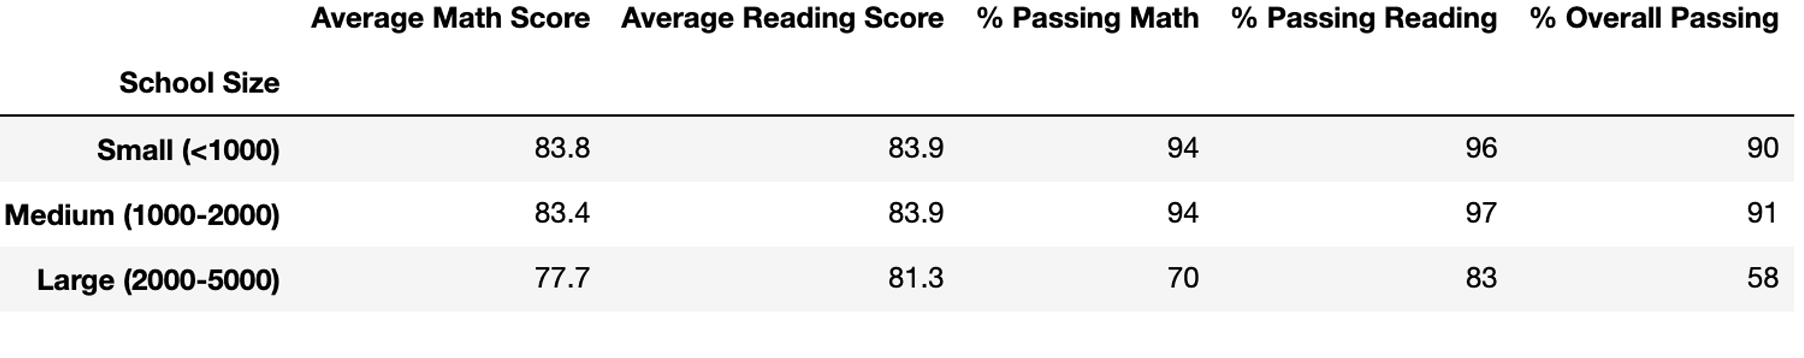 Average Math Score Average Reading Score % Passing Math % Passing Reading % Overall Passing
School Size
Small (<1000) 83.8 83.9 94 96 90
Medium (1000-2000) 83.4 83.9 94 97 91
Large (2000-5000) 77.7 81.3 70 83 58